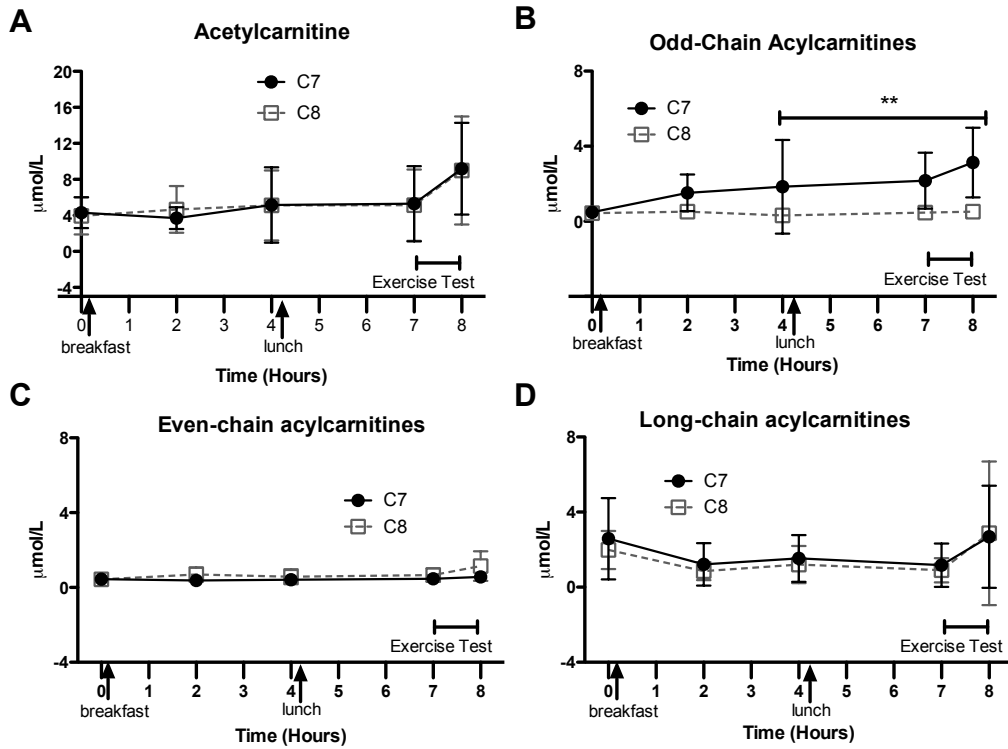 A
Acetylcarnitine
20
16
12
8
4
0
-4
μmol/L
C7
C8
Exercise Test
0 1 2 3 4 5 6 7 8
breakfast
lunch
Time (Hours)
B
Odd-Chain Acylcarnitines
8
4
0
μmol/L
C7
C8
**
Exercise Test
0 1 2 3 4 5 6 7 8
breakfast
lunch
Time (Hours)
C
Even-chain acylcarnitines
8
4
0
-4
μmol/L
C7
C8
Exercise Test
0 1 2 3 4 5 6 7 8
breakfast
lunch
Time (Hours)
D
Long-chain acylcarnitines
8
4
0
-4
μmol/L
C7
C8
Exercise Test
0 1 2 3 4 5 6 7 8
breakfast
lunch
Time (Hours)